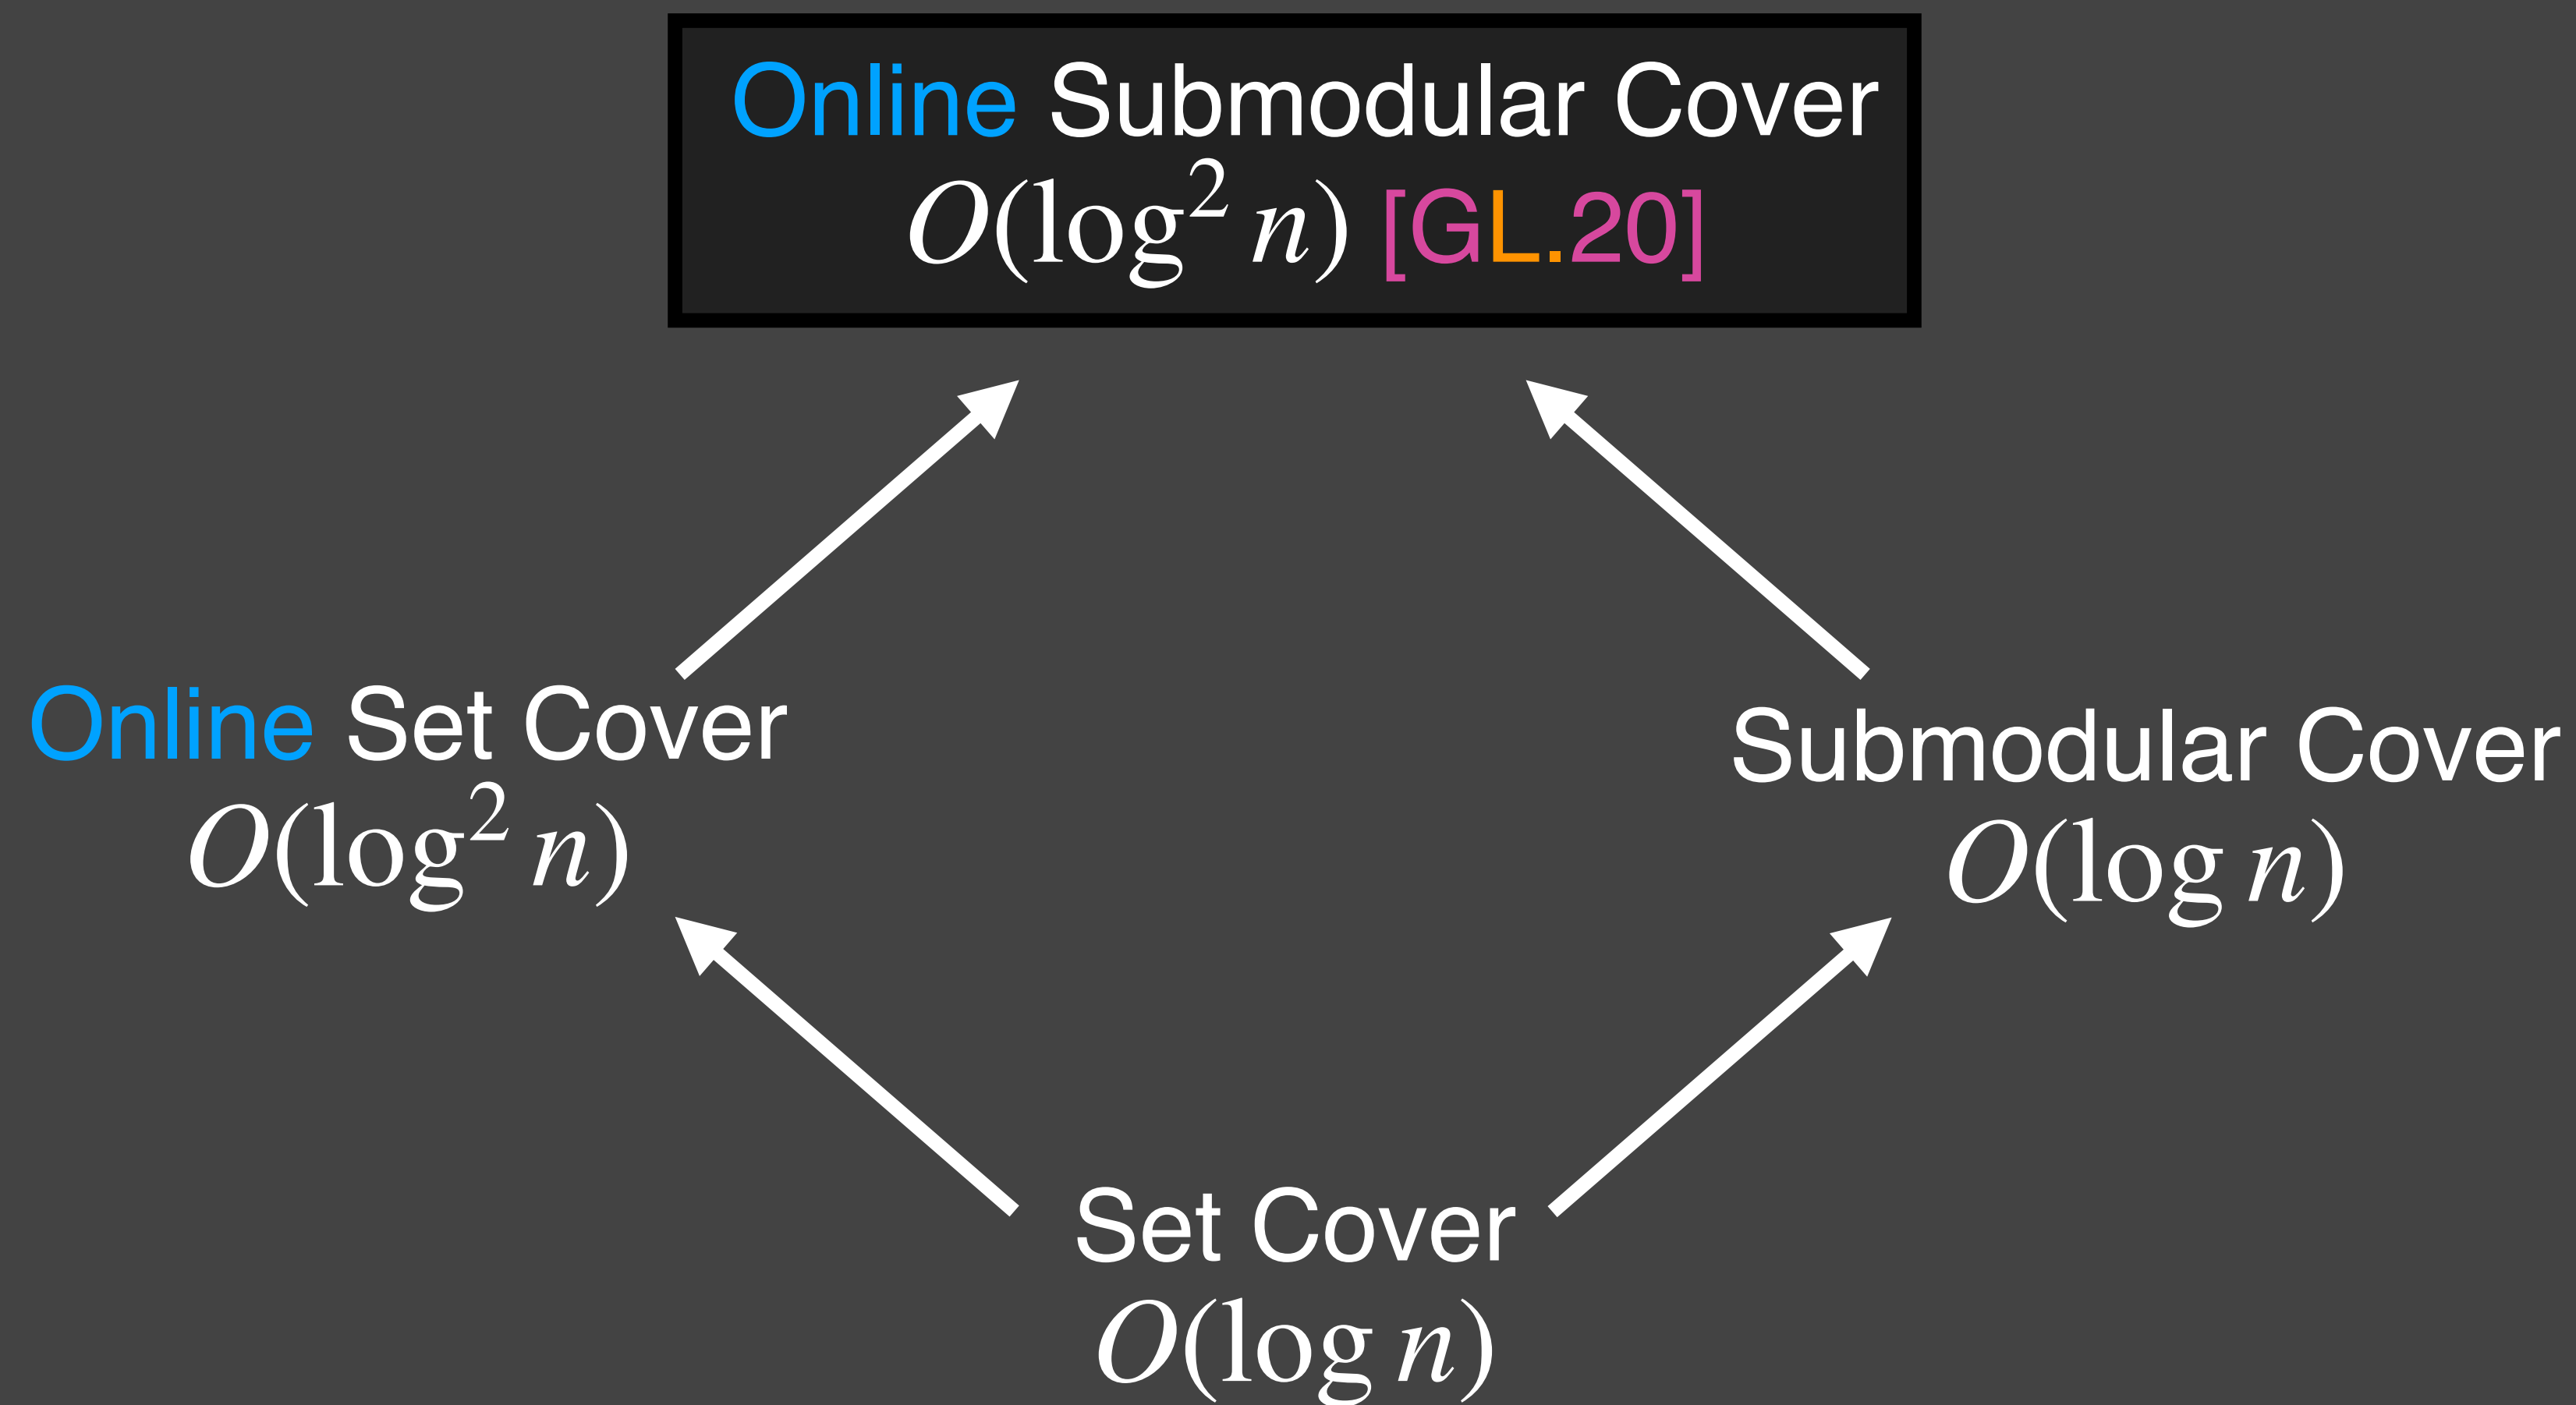 Online Submodular Cover
O(log² n) [GL.20]
Online Set Cover
O(log² n)
Submodular Cover
O(log n)
Set Cover
O(log n)